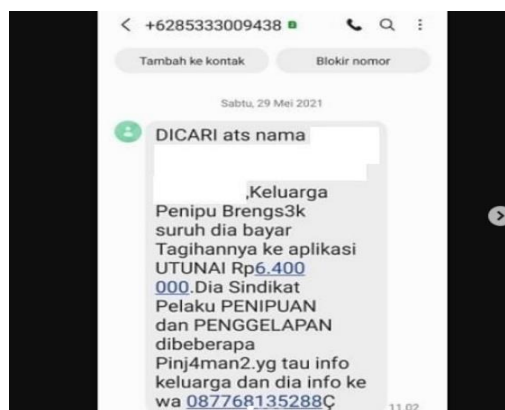 +6285333009438
Tambah ke kontak Blokir nomor
Sabtu, 29 Mei 2021
DICARI ats nama
,Keluarga
Penipu Brengs3k
suruh dia bayar
Tagihannya ke aplikasi
UTUNAI Rp6.400
000.Dia Sindikat
Pelaku PENIPUAN
dan PENGGELAPAN
dibeberapa
Pinj4man2.yg tau info
keluarga dan dia info ke
wa 087768135288Ç
11.02